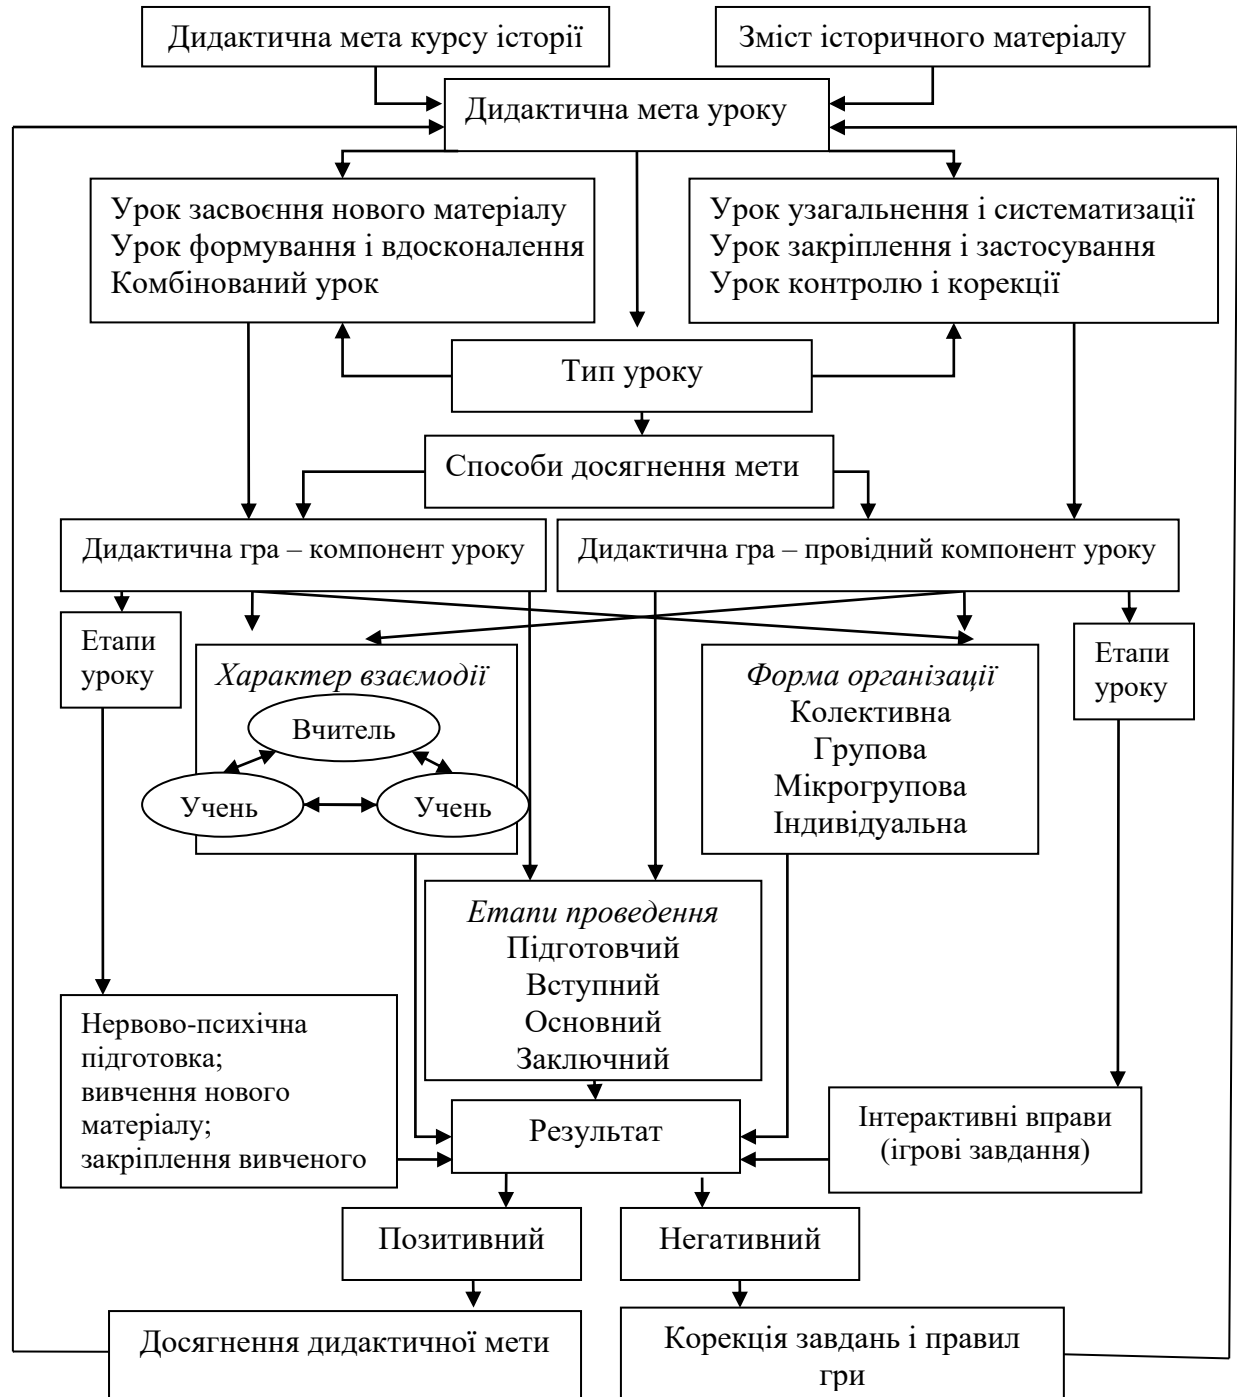 Дидактична мета курсу історії
Зміст історичного матеріалу
Дидактична мета уроку
Урок засвоєння нового матеріалу
Урок формування і вдосконалення
Комбінований урок
Урок узагальнення і систематизації
Урок закріплення і застосування
Урок контролю і корекції
Тип уроку
Способи досягнення мети
Дидактична гра – компонент уроку
Дидактична гра – провідний компонент уроку
Етапи
уроку
Характер взаємодії
Вчитель
Учень
Учень
Форма організації
Колективна
Групова
Мікрогрупова
Індивідуальна
Етапи
уроку
Етапи проведення
Підготовчий
Вступний
Основний
Заключний
Нервово-психічна
підготовка;
вивчення нового
матеріалу;
закріплення вивченого
Результат
Інтерактивні вправи
(ігрові завдання)
Позитивний
Негативний
Досягнення дидактичної мети
Корекція завдань і правил
гри